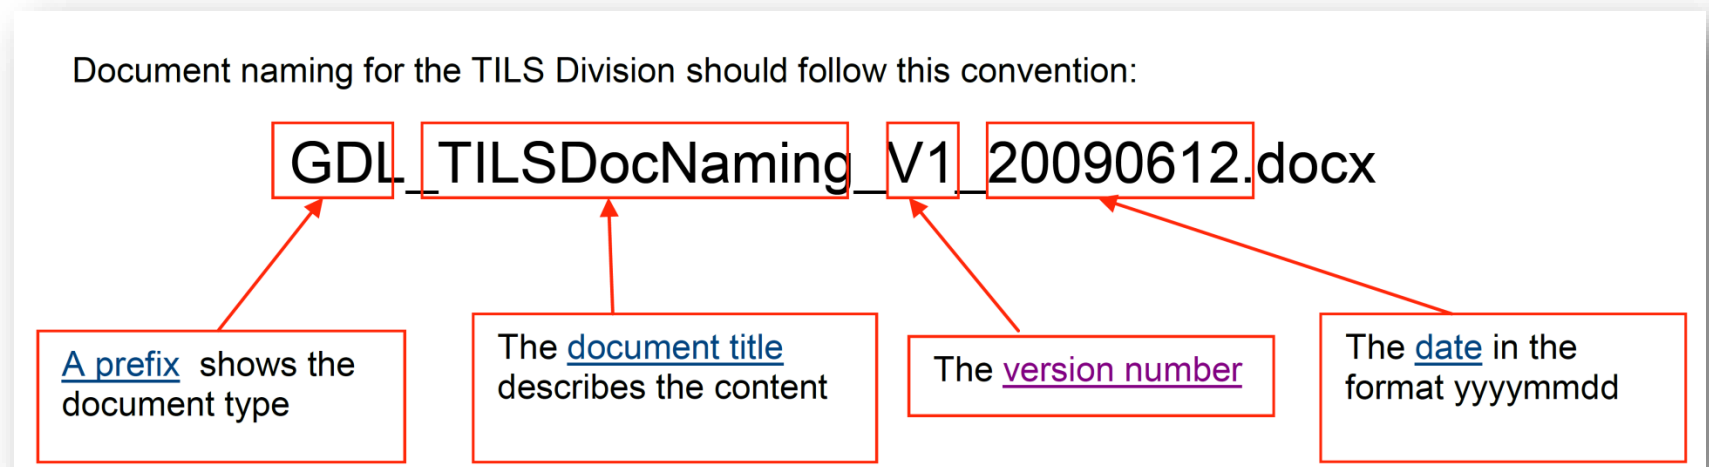 Document naming for the TILS Division should follow this convention:
GDL_TILSDocNaming_V1_20090612.docx
A prefix shows the
document type
The document title
describes the content
The version number
The date in the
format yyyymmdd